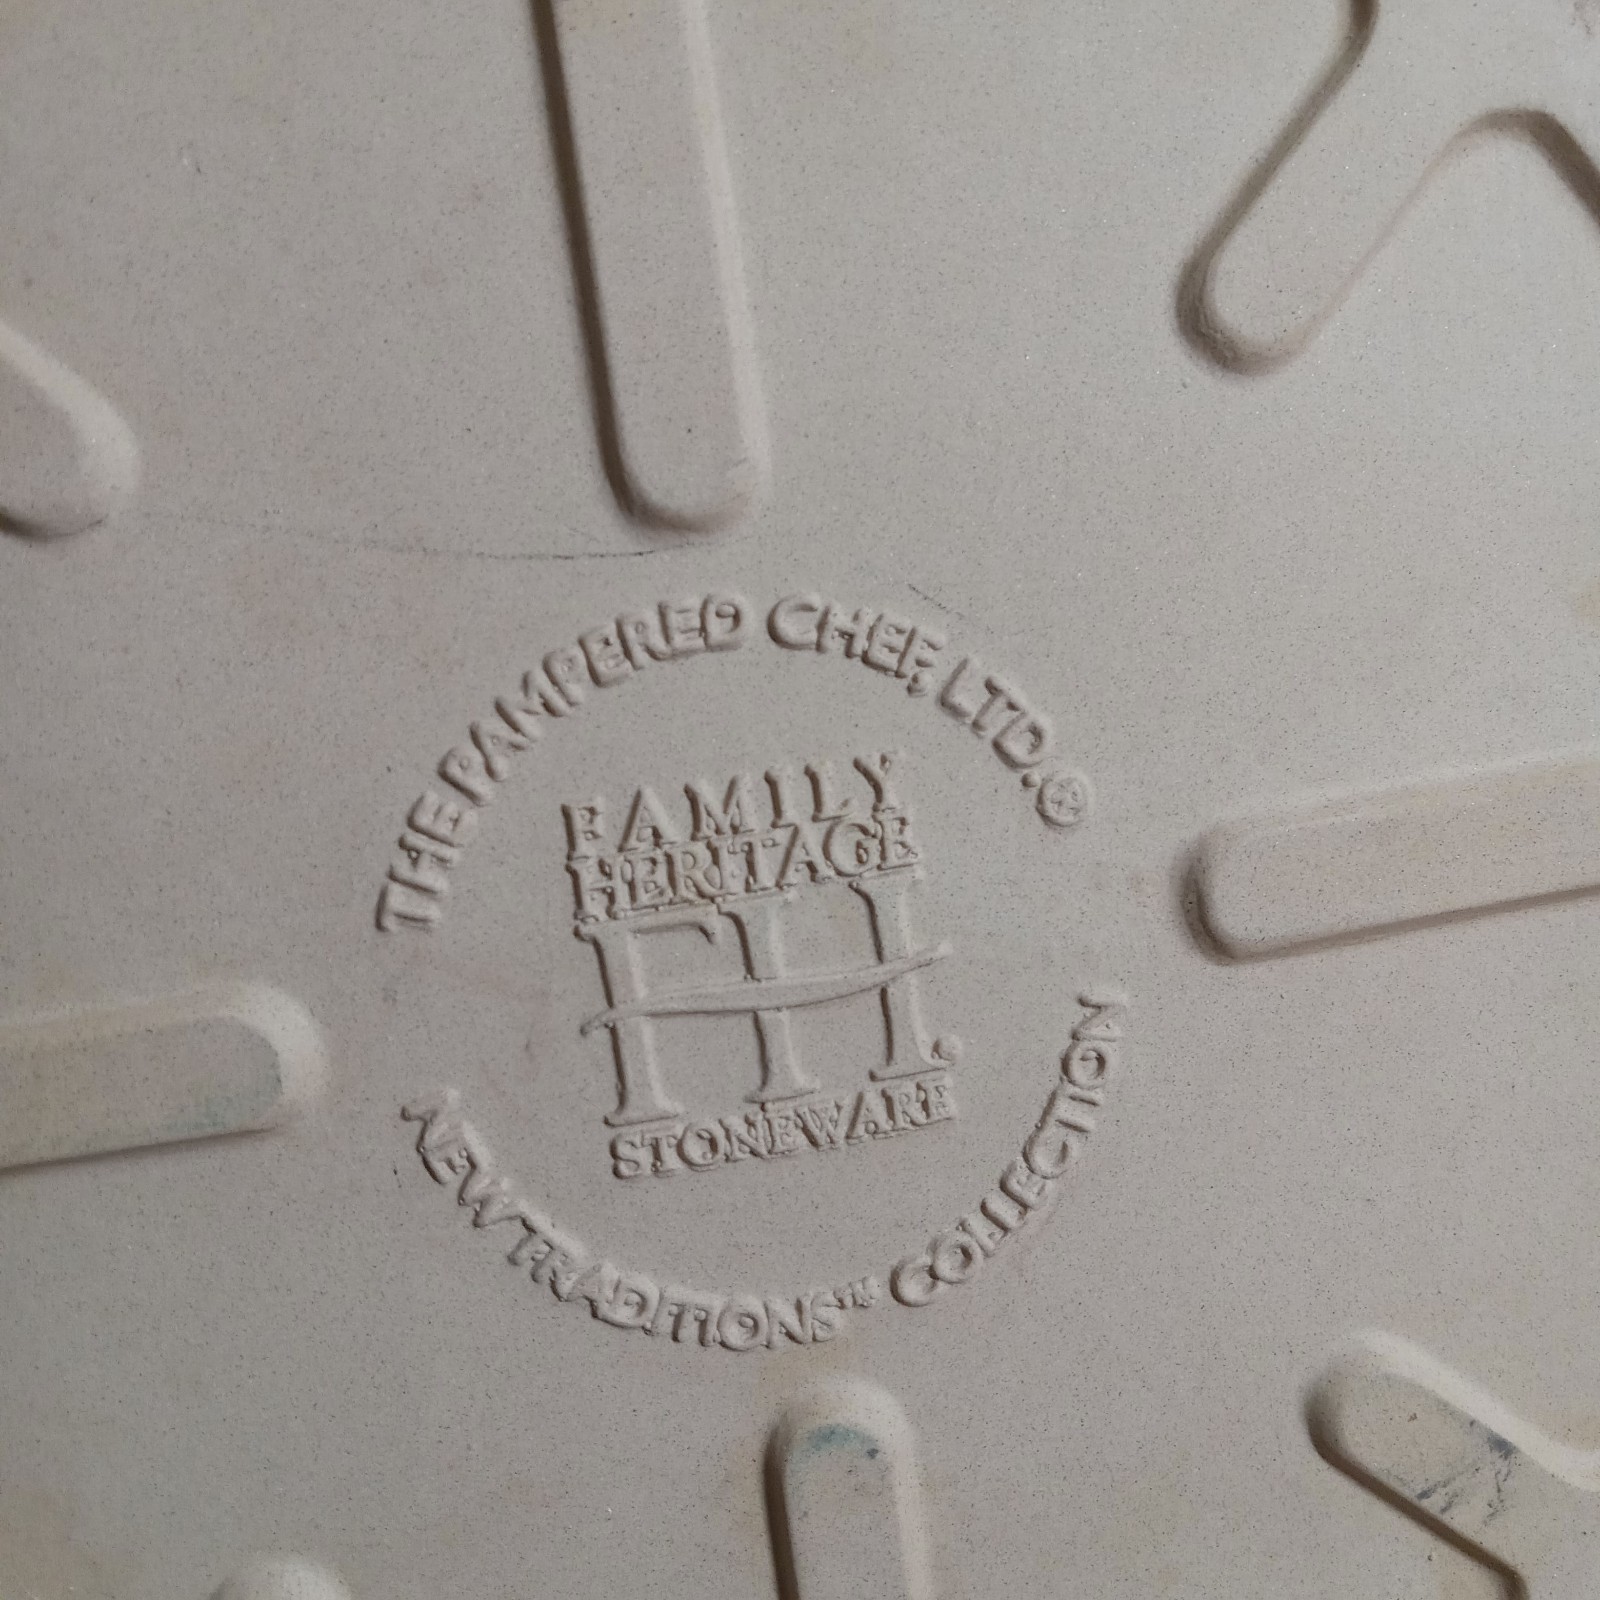 THE PAMPERED CHEF, LTD.®
FAMILY
HERITAGE
FH®
STONEWARE
NEW TRADITIONS™ COLLECTION